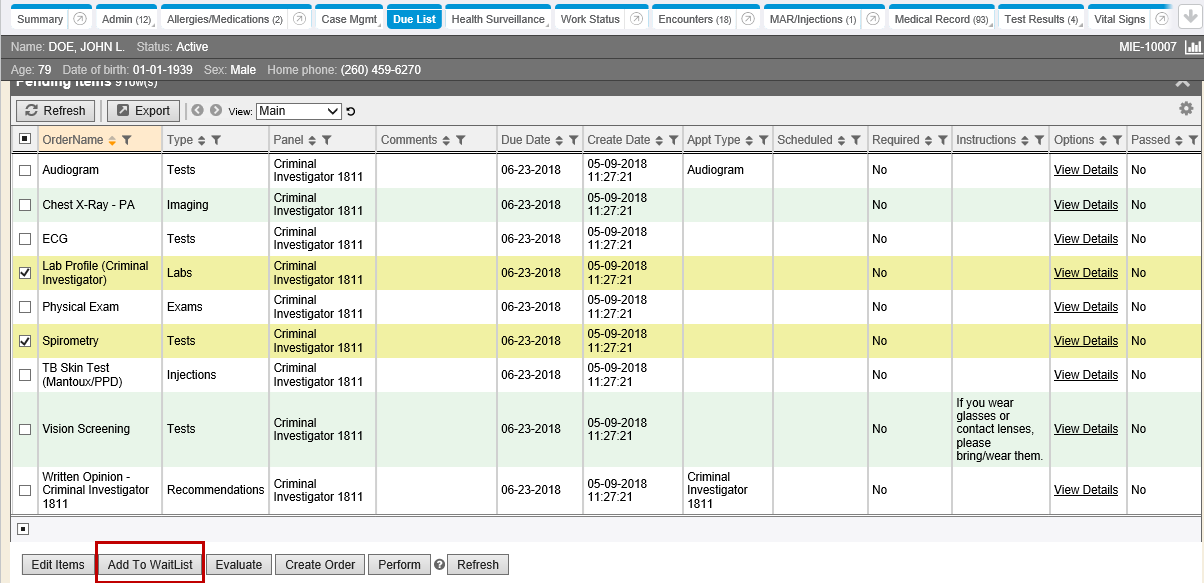 Summary Admin (12) Allergies/Medications (2) Case Mgmt Due List Health Surveillance Work Status Encounters (18) MAR/Injections (1) Medical Record (93) Test Results (4) Vital Signs
Name: DOE, JOHN L. Status: Active MIE-10007
Age: 79 Date of birth: 01-01-1939 Sex: Male Home phone: (260) 459-6270
Pending Items 9 row(s)
Refresh Export View: Main
OrderName Type Panel Comments Due Date Create Date Appt Type Scheduled Required Instructions Options Passed
Audiogram Tests Criminal Investigator 1811 06-23-2018 05-09-2018 11:27:21 Audiogram No View Details No
Chest X-Ray - PA Imaging Criminal Investigator 1811 06-23-2018 05-09-2018 11:27:21 No View Details No
ECG Tests Criminal Investigator 1811 06-23-2018 05-09-2018 11:27:21 No View Details No
Lab Profile (Criminal Investigator) Labs Criminal Investigator 1811 06-23-2018 05-09-2018 11:27:21 No View Details No
Physical Exam Exams Criminal Investigator 1811 06-23-2018 05-09-2018 11:27:21 No View Details No
Spirometry Tests Criminal Investigator 1811 06-23-2018 05-09-2018 11:27:21 No View Details No
TB Skin Test (Mantoux/PPD) Injections Criminal Investigator 1811 06-23-2018 05-09-2018 11:27:21 No View Details No
Vision Screening Tests Criminal Investigator 1811 06-23-2018 05-09-2018 11:27:21 No If you wear glasses or contact lenses, please bring/wear them. View Details No
Written Opinion - Criminal Investigator 1811 Recommendations Criminal Investigator 1811 06-23-2018 05-09-2018 11:27:21 Criminal Investigator 1811 No View Details No
Edit Items Add To WaitList Evaluate Create Order Perform ? Refresh